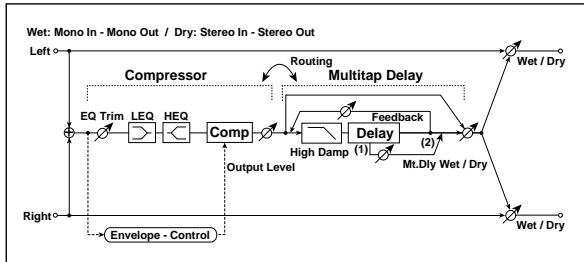 Wet: Mono In - Mono Out / Dry: Stereo In - Stereo Out
Left
Wet / Dry
Routing
Compressor
Multitap Delay
EQ Trim
LEQ
HEQ
Feedback
Comp
Delay
High Damp
(1)
(2)
Output Level
Mt.Dly Wet / Dry
Right
Wet / Dry
Envelope - Control